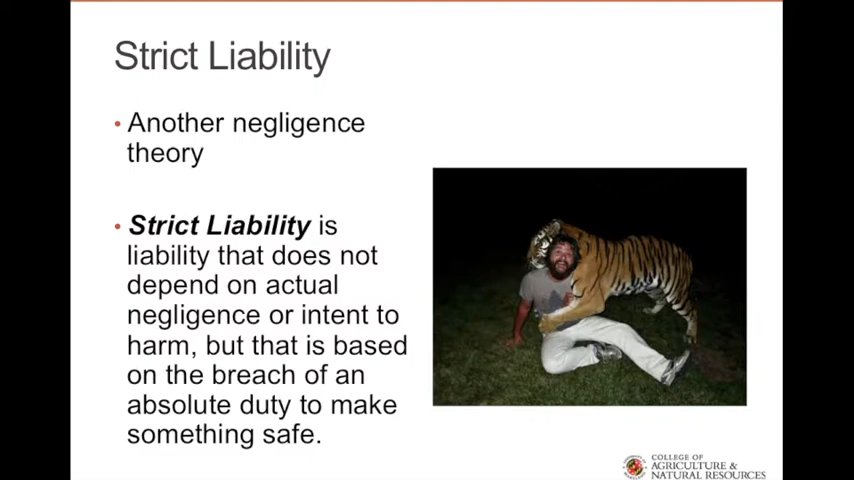 Strict Liability
• Another negligence
theory
• Strict Liability is
liability that does not
depend on actual
negligence or intent to
harm, but that is based
on the breach of an
absolute duty to make
something safe.
COLLEGE OF
AGRICULTURE &
NATURAL RESOURCES